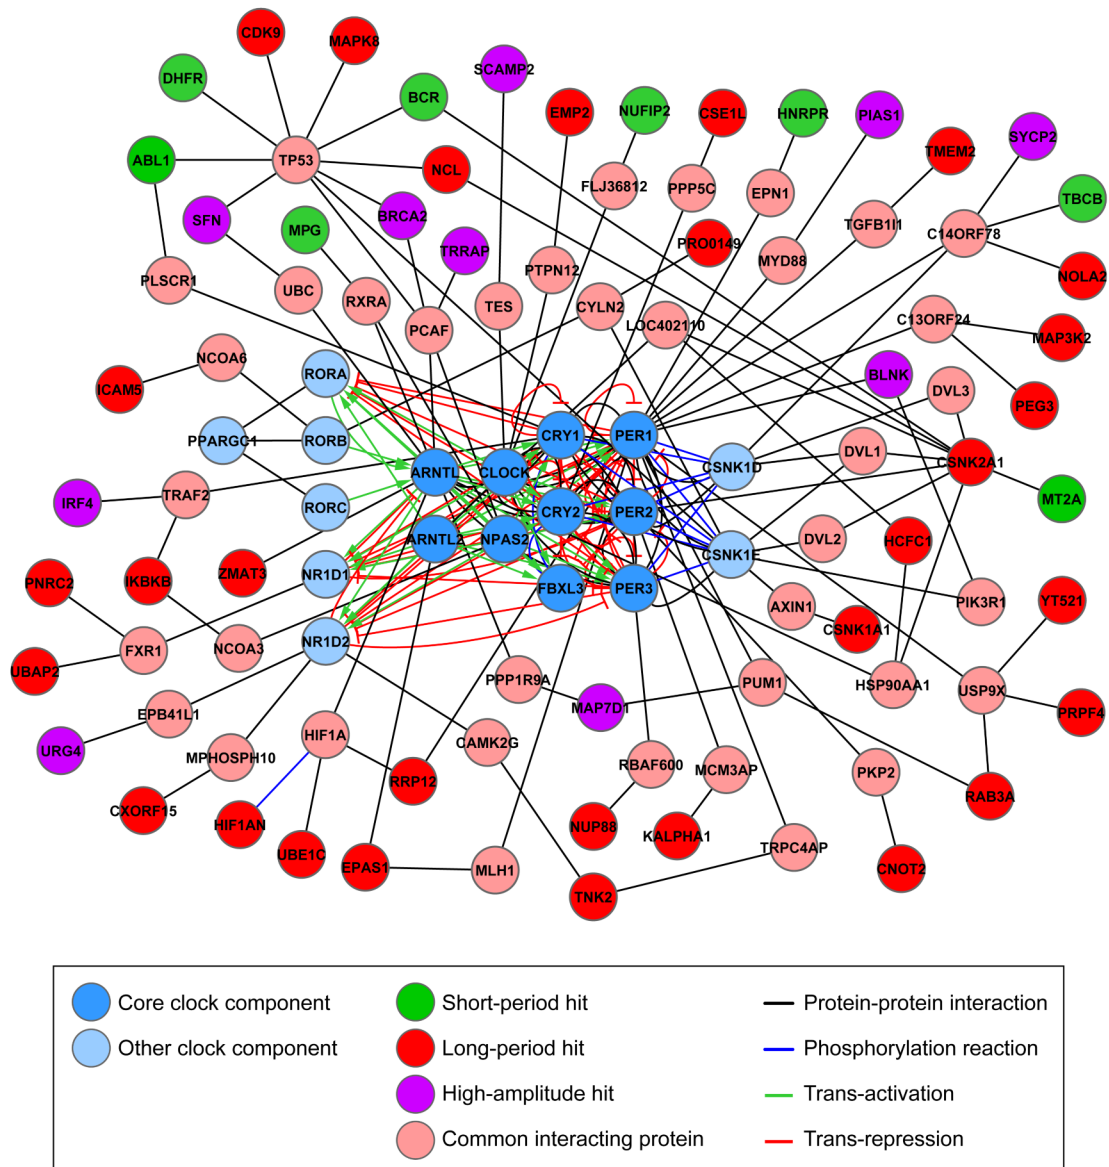 CDK9
MAPK8
SCAMP2
DHFR
BCR
EMP2
NUFIP2
CSE1L
HNRPR
PIAS1
SYCP2
TMEM2
ABL1
TP53
NCL
FLJ36812
PPP5C
EPN1
TBCB
SFN
MPG
BRCA2
TRRAP
PRO0149
TGFB1I1
C14ORF78
NOLA2
PLSCR1
UBC
RXRA
PCAF
TES
PTPN12
CYLN2
LOC402110
MYD88
C13ORF24
MAP3K2
NCOA6
RORA
BLNK
DVL3
PEG3
ICAM5
PPARGC1
RORB
ARNTL
CLOCK
CRY1
PER1
CSNK1D
DVL1
CSNK2A1
IRF4
TRAF2
RORC
CRY2
PER2
MT2A
ARNTL2
NPAS2
CSNK1E
DVL2
HCFC1
PNRC2
IKBKB
ZMAT3
NR1D1
FBXL3
PER3
AXIN1
CSNK1A1
PIK3R1
YT521
UBAP2
FXR1
NCOA3
NR1D2
PPP1R9A
MAP7D1
PUM1
HSP90AA1
USP9X
PRPF4
URG4
EPB41L1
MPHOSPH10
HIF1A
CAMK2G
RRP12
RBAF600
MCM3AP
PKP2
RAB3A
CXORF15
HIF1AN
UBE1C
EPAS1
MLH1
TNK2
NUP88
KALPHA1
TRPC4AP
CNOT2
Core clock component
Short-period hit
Protein-protein interaction
Other clock component
Long-period hit
Phosphorylation reaction
High-amplitude hit
Trans-activation
Common interacting protein
Trans-repression